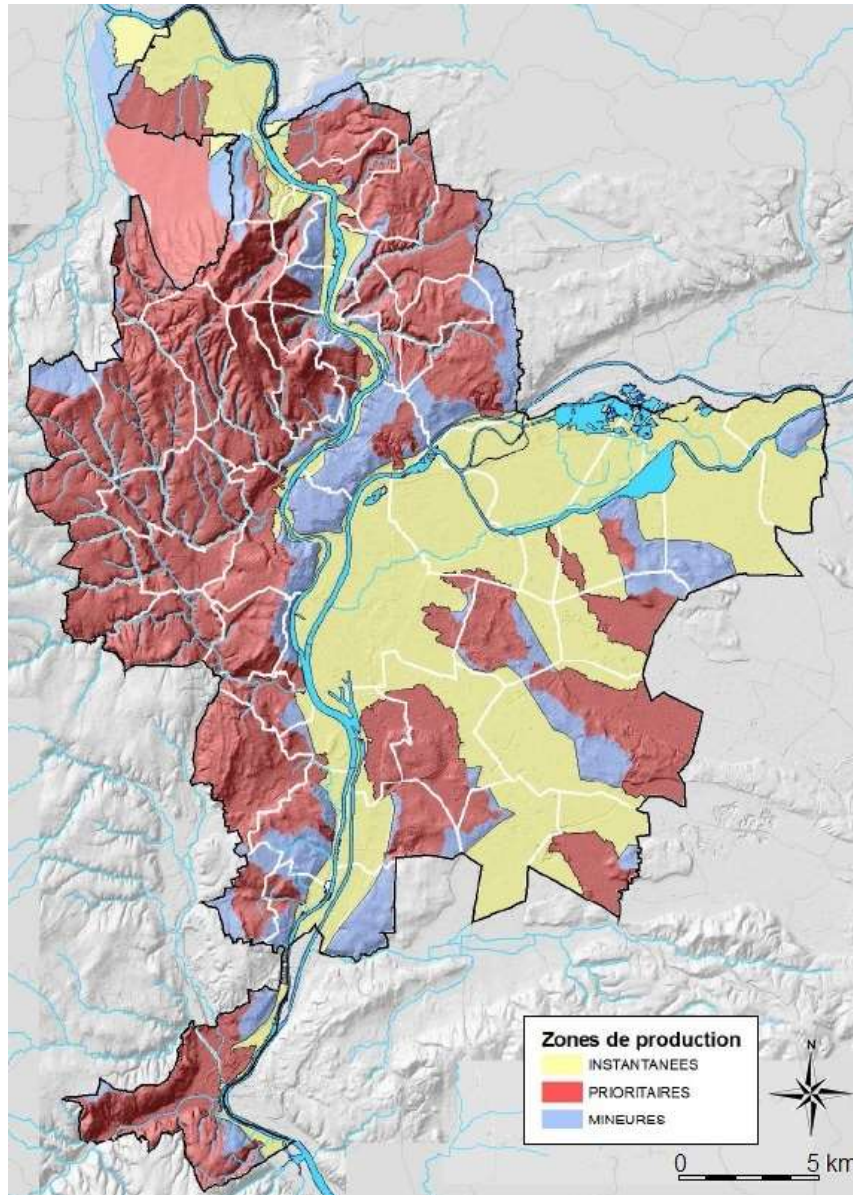 Zones de production
INSTANTANEES
PRIORITAIRES
MINEURES
N
0 5 km